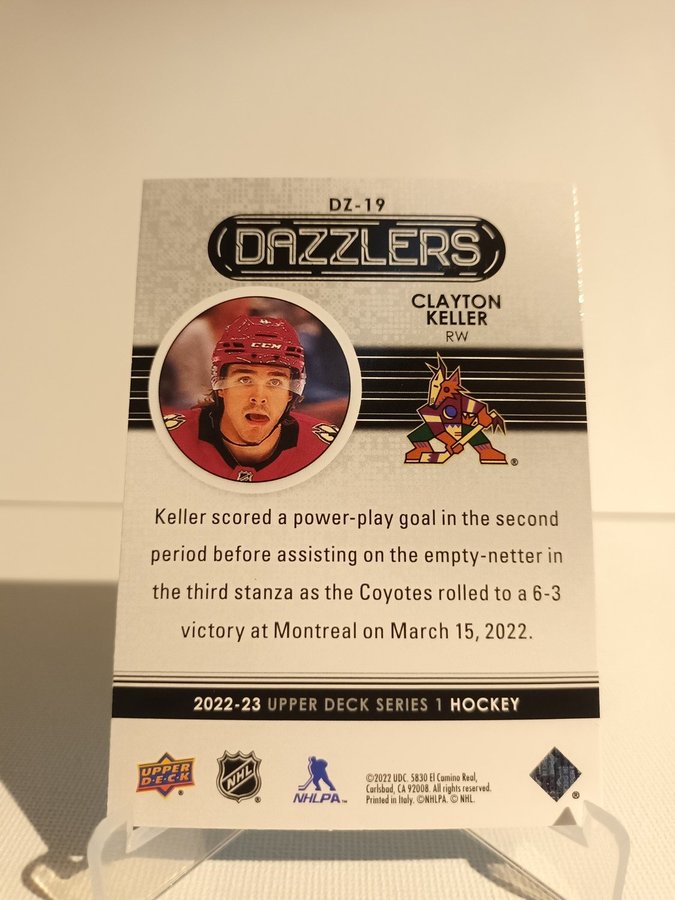 DZ-19
DAZZLERS
CLAYTON
KELLER
RW
CCM
®
Keller scored a power-play goal in the second
period before assisting on the empty-netter in
the third stanza as the Coyotes rolled to a 6-3
victory at Montreal on March 15, 2022.
2022-23 UPPER DECK SERIES 1 HOCKEY
UPPER
D·E·C·K
®
NHL
®
NHLPA™
©2022 UDC. 5830 El Camino Real,
Carlsbad, CA 92008. All rights reserved.
Printed in Italy. ©NHLPA. © NHL.
®